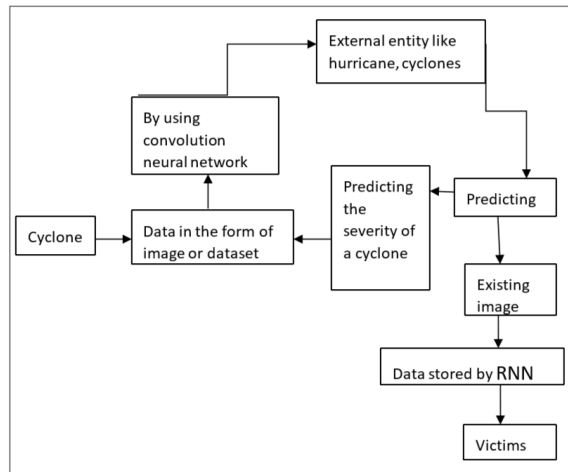 External entity like
hurricane, cyclones
By using
convolution
neural network
Predicting
the
severity of
a cyclone
Predicting
Cyclone
Data in the form of
image or dataset
Existing
image
Data stored by RNN
Victims